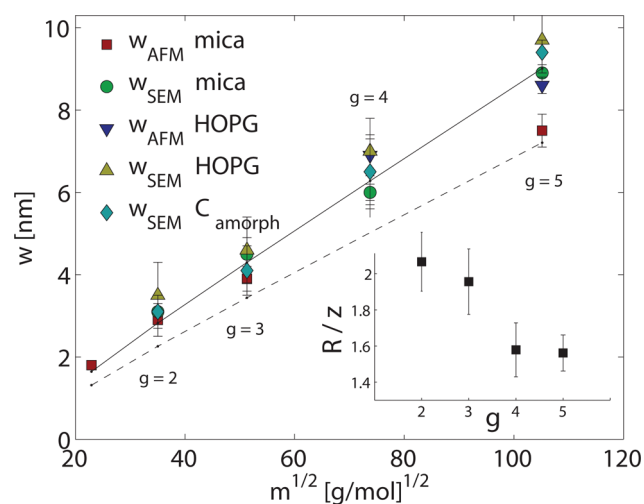 10
8
6
4
2
0
w [nm]
w_AFM mica
w_SEM mica
w_AFM HOPG
w_SEM HOPG
w_SEM C_amorph
g = 4
g = 5
g = 3
g = 2
R / z
2
1.8
1.6
1.4
2 3 4 5
g
20 40 60 80 100 120
m^1/2 [g/mol]^1/2